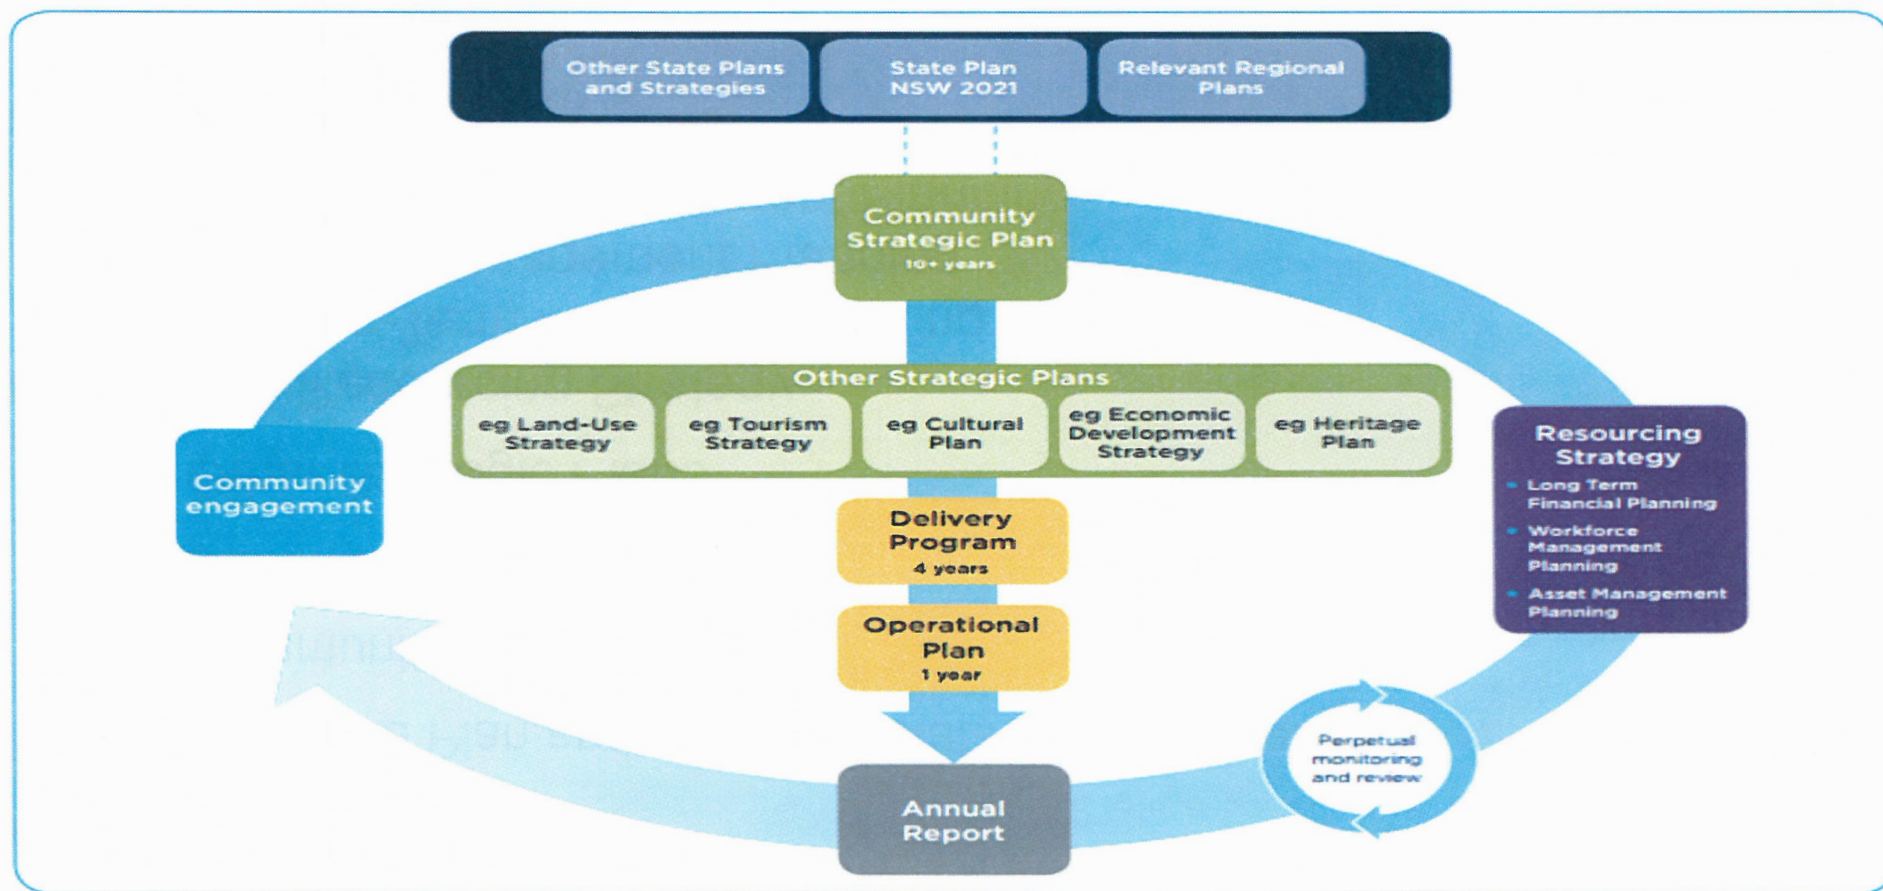 Other State Plans
and Strategies
State Plan
NSW 2021
Relevant Regional
Plans
Community
Strategic Plan
10+ years
Other Strategic Plans
eg Land-Use
Strategy
eg Tourism
Strategy
eg Cultural
Plan
eg Economic
Development
Strategy
eg Heritage
Plan
Community
engagement
Resourcing
Strategy
• Long Term
Financial Planning
• Workforce
Management
Planning
• Asset Management
Planning
Delivery
Program
4 years
Operational
Plan
1 year
Perpetual
monitoring
and review
Annual
Report